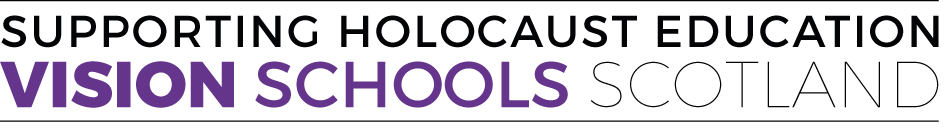 SUPPORTING HOLOCAUST EDUCATION
VISION SCHOOLS SCOTLAND